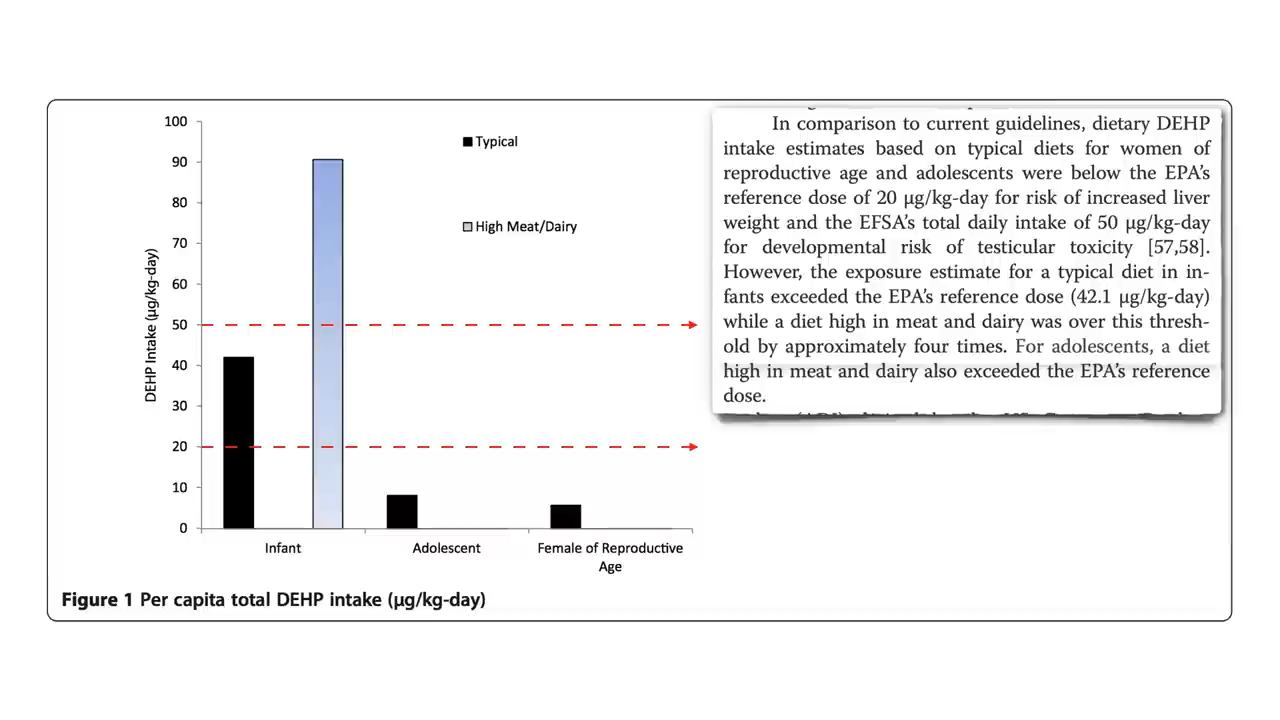 100
90
80
70
60
50
40
30
20
10
0
DEHP Intake (µg/kg-day)
Typical
High Meat/Dairy
Infant
Adolescent
Female of Reproductive
Age
Figure 1 Per capita total DEHP intake (µg/kg-day)
In comparison to current guidelines, dietary DEHP
intake estimates based on typical diets for women of
reproductive age and adolescents were below the EPA's
reference dose of 20 µg/kg-day for risk of increased liver
weight and the EFSA's total daily intake of 50 µg/kg-day
for developmental risk of testicular toxicity [57,58].
However, the exposure estimate for a typical diet in in-
fants exceeded the EPA's reference dose (42.1 µg/kg-day)
while a diet high in meat and dairy was over this thresh-
old by approximately four times. For adolescents, a diet
high in meat and dairy also exceeded the EPA's reference
dose.